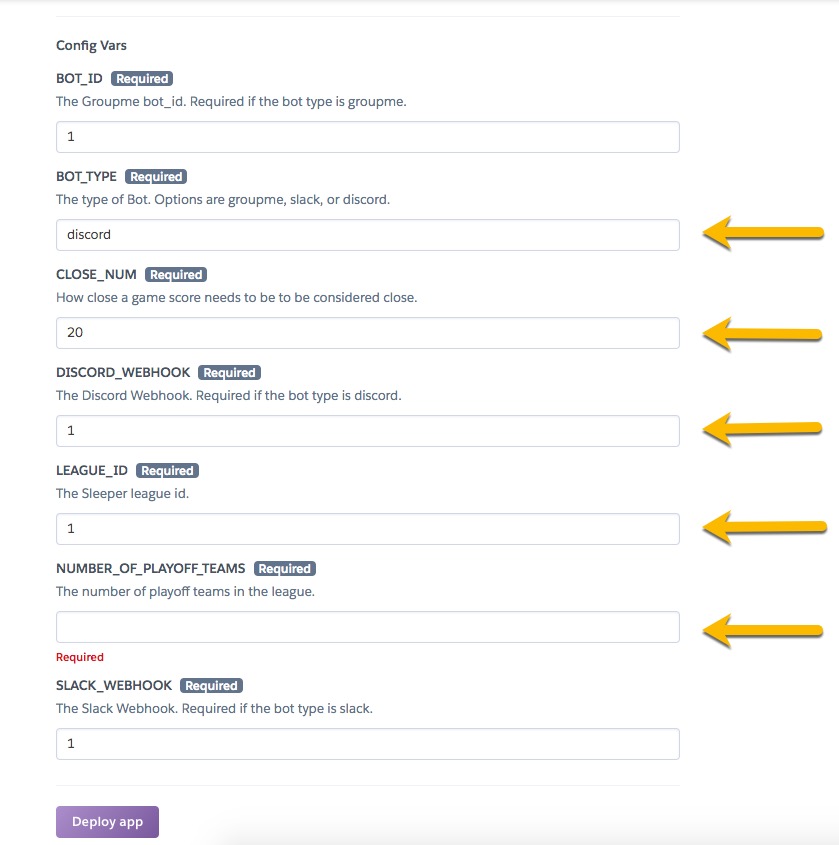 Config Vars
BOT_ID Required
The Groupme bot_id. Required if the bot type is groupme.
1
BOT_TYPE Required
The type of Bot. Options are groupme, slack, or discord.
discord
CLOSE_NUM Required
How close a game score needs to be to be considered close.
20
DISCORD_WEBHOOK Required
The Discord Webhook. Required if the bot type is discord.
1
LEAGUE_ID Required
The Sleeper league id.
1
NUMBER_OF_PLAYOFF_TEAMS Required
The number of playoff teams in the league.
Required
SLACK_WEBHOOK Required
The Slack Webhook. Required if the bot type is slack.
1
Deploy app